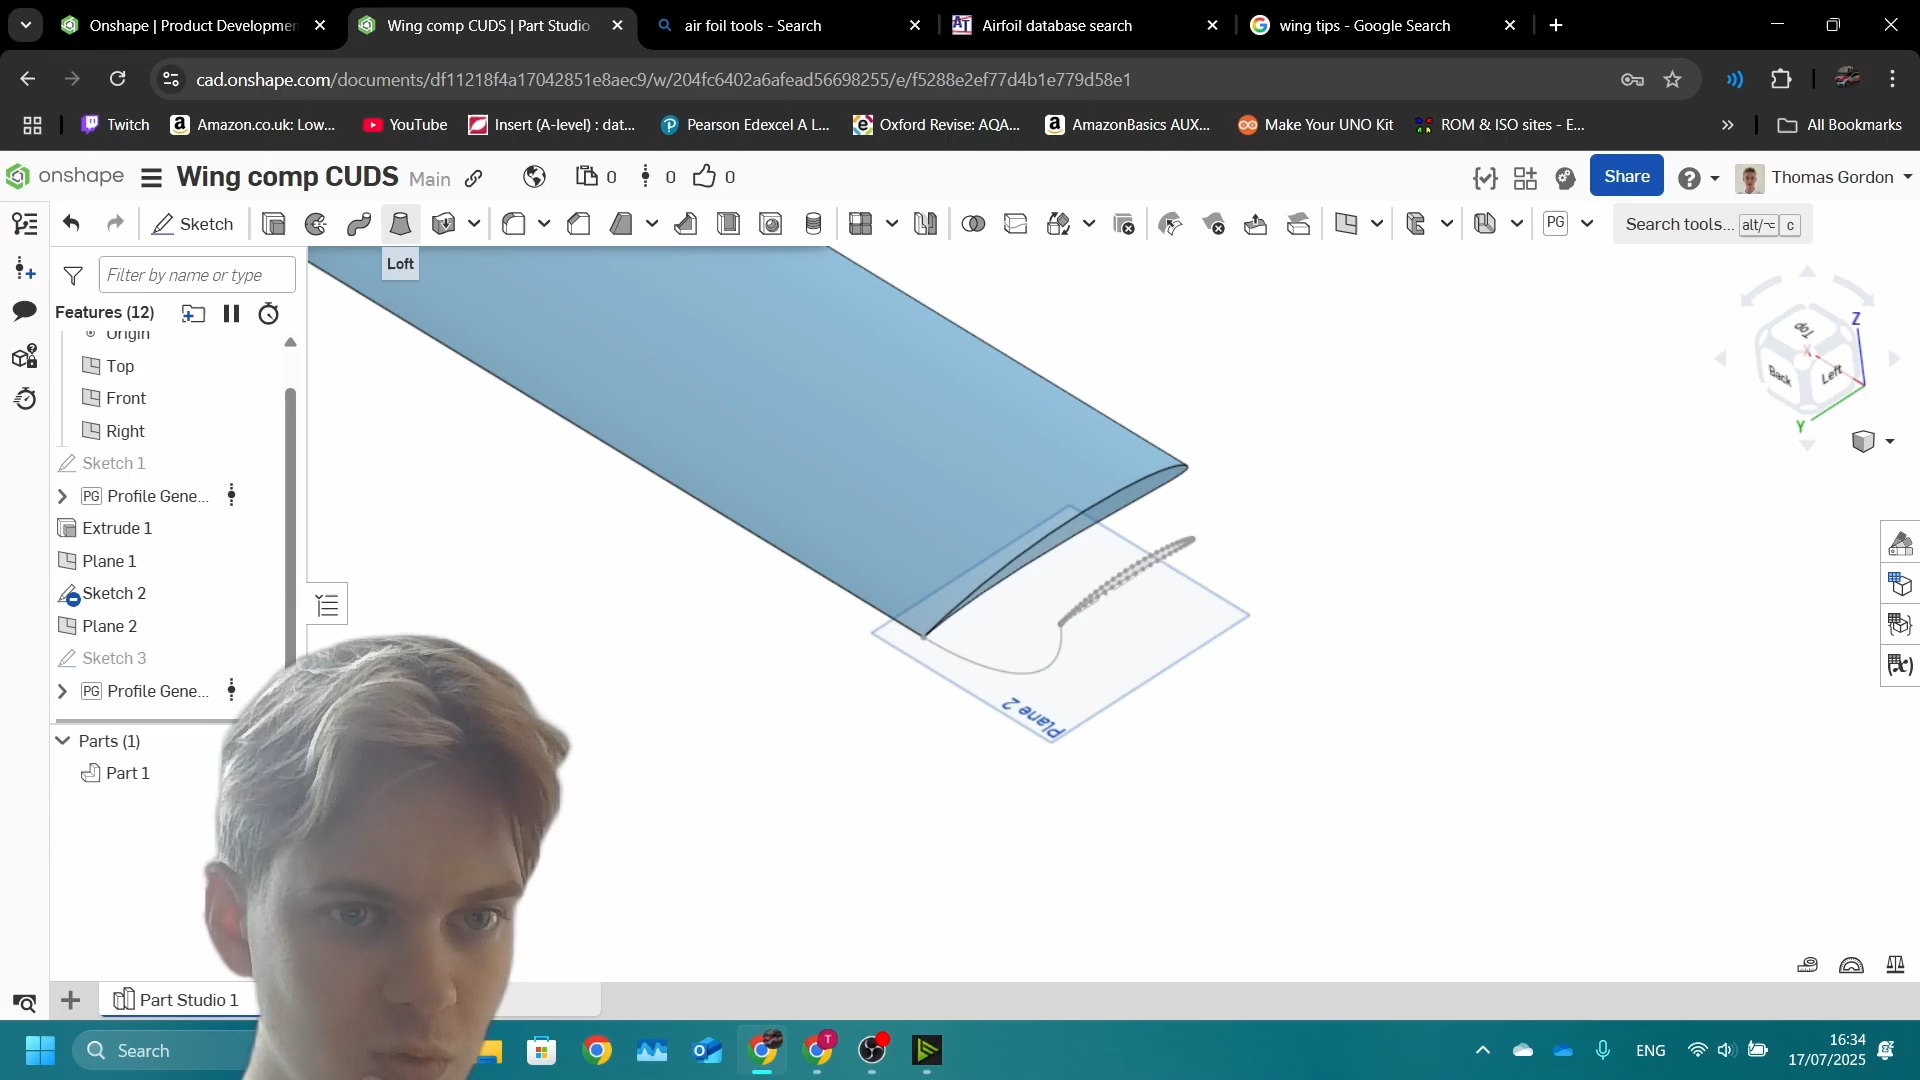 Onshape | Product Developmen
Wing comp CUDS | Part Studio
air foil tools - Search
Airfoil database search
wing tips - Google Search
cad.onshape.com/documents/df11218f4a17042851e8aec9/w/204fc6402a6afead56698255/e/f5288e2ef77d4b1e779d58e1
Twitch
Amazon.co.uk: Low...
YouTube
Insert (A-level) : dat...
Pearson Edexcel A L...
Oxford Revise: AQA...
AmazonBasics AUX...
Make Your UNO Kit
ROM & ISO sites - E...
All Bookmarks
onshape
Wing comp CUDS Main
0
0
0
Share
Thomas Gordon
Sketch
PG
Search tools... alt/⌥ c
Filter by name or type
Loft
Features (12)
Origin
Top
Front
Right
Sketch 1
PG Profile Gene...
Extrude 1
Plane 1
Sketch 2
Plane 2
Sketch 3
PG Profile Gene...
Parts (1)
Part 1
Plane 2
Z
Top
X
Back
Left
Y
Part Studio 1
Search
ENG
16:34
17/07/2025